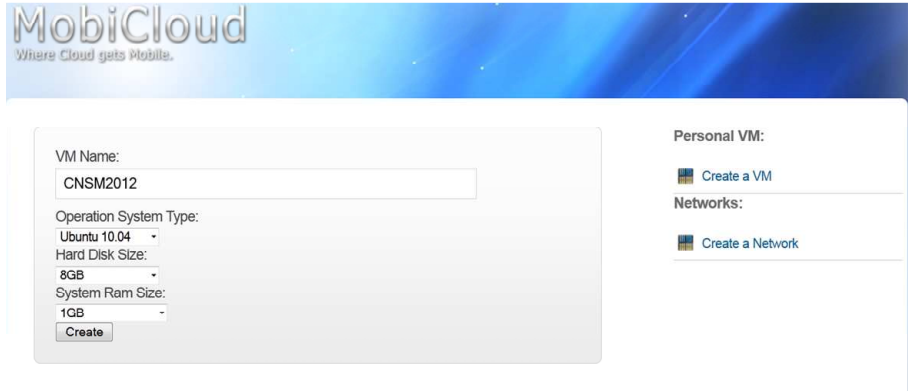 MobiCloud
Where Cloud gets Mobile.
VM Name:
CNSM2012
Operation System Type:
Ubuntu 10.04
Hard Disk Size:
8GB
System Ram Size:
1GB
Create
Personal VM:
Create a VM
Networks:
Create a Network